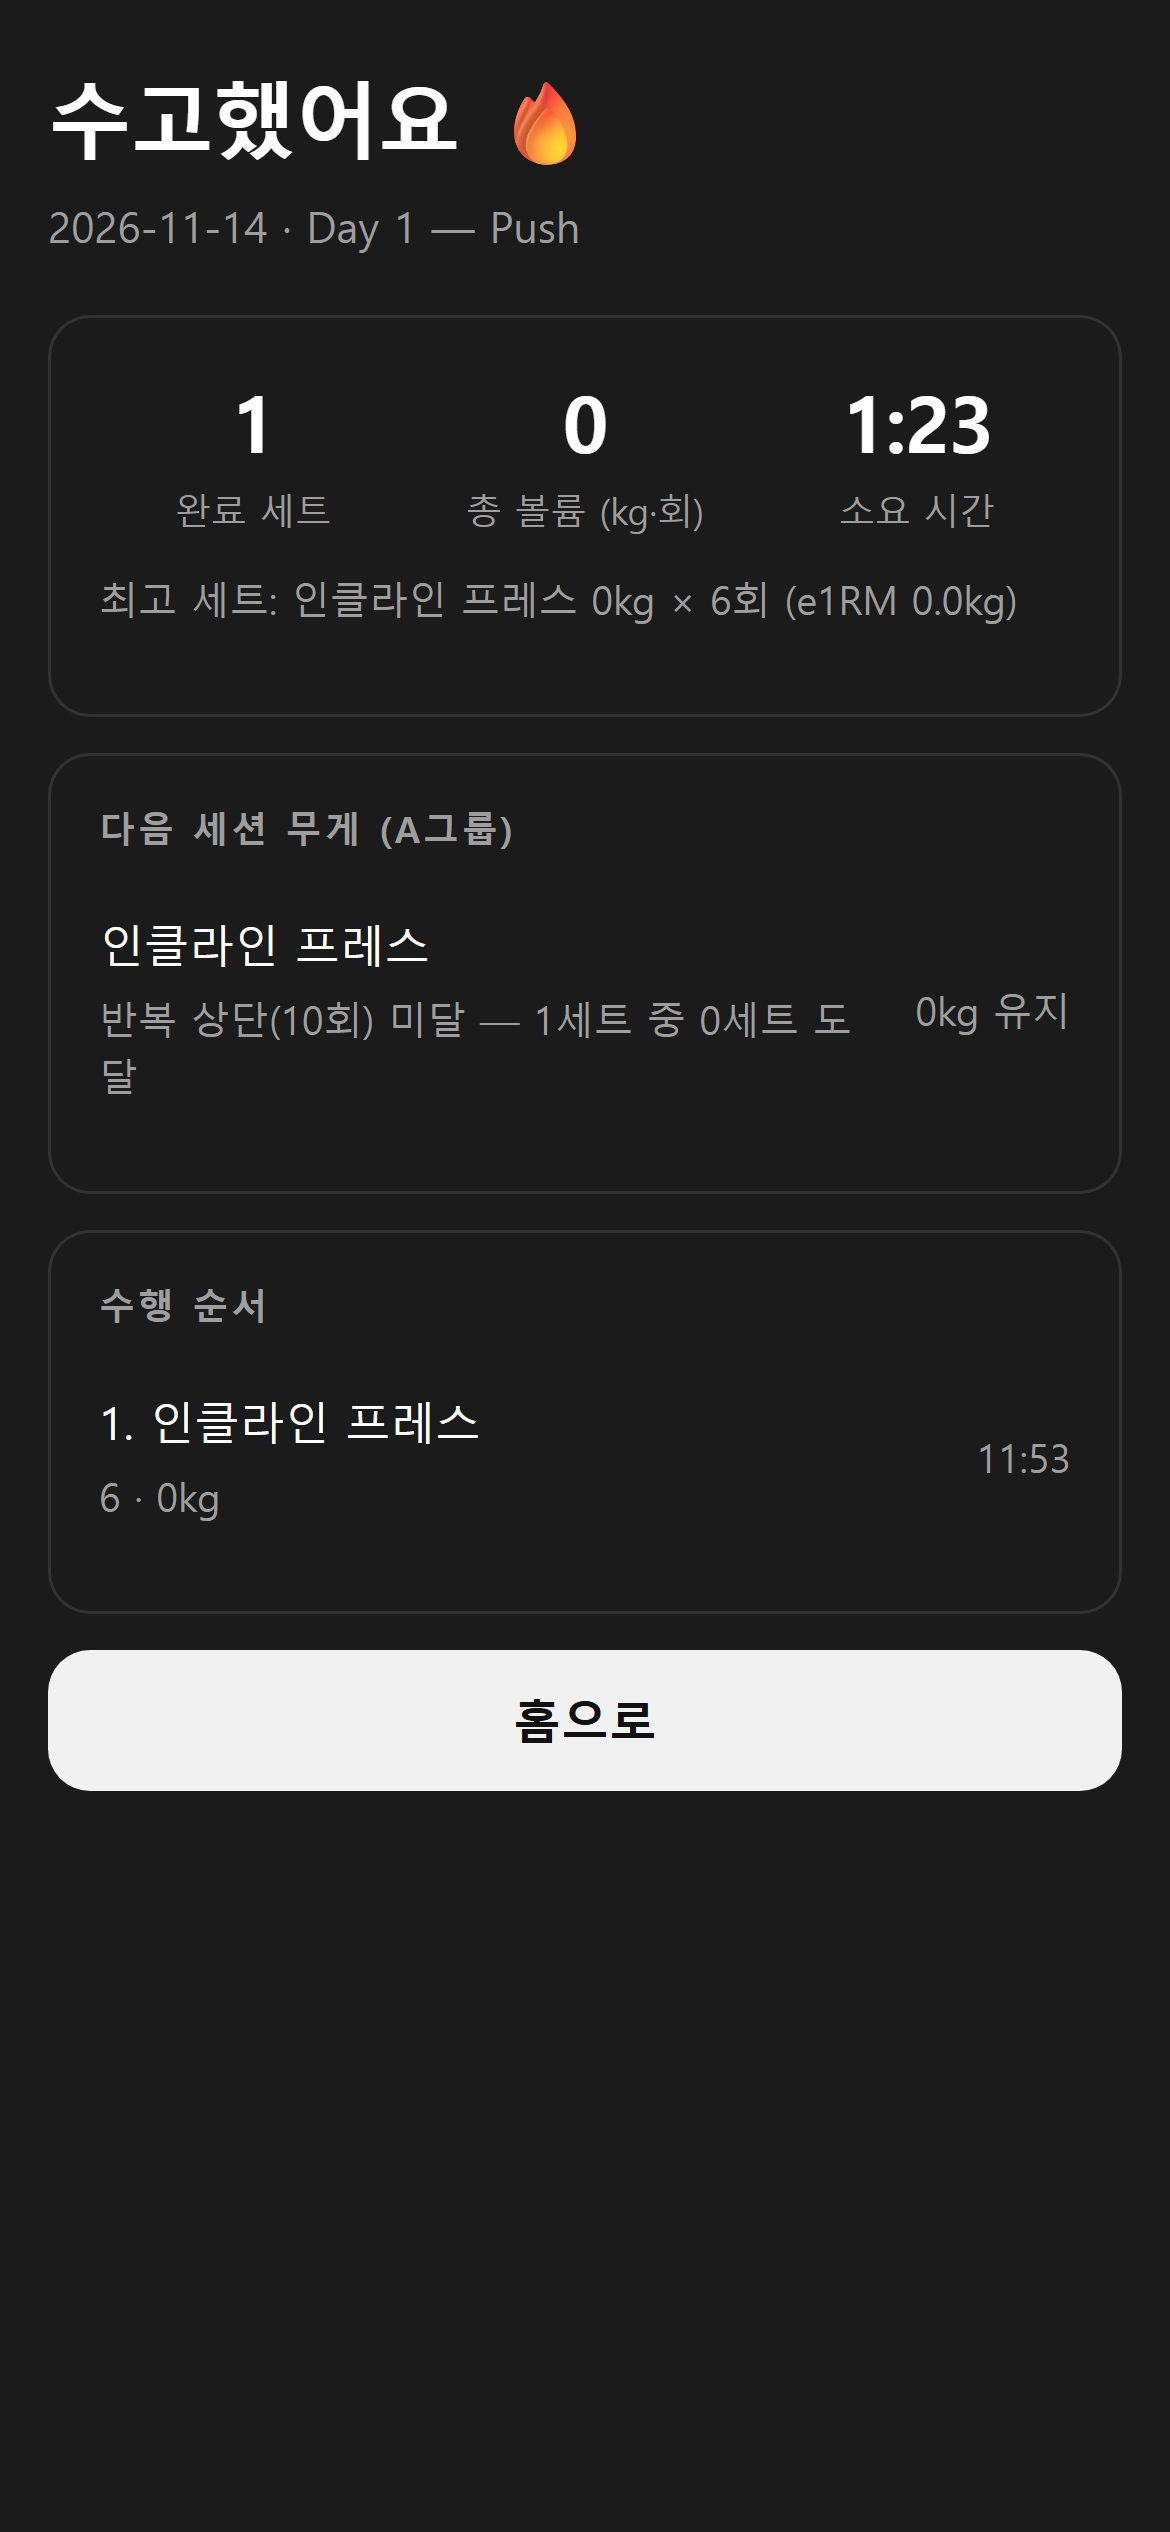 수고했어요 🔥
2026-11-14 · Day 1 — Push
1
0
1:23
완료 세트
총 볼륨 (kg·회)
소요 시간
최고 세트: 인클라인 프레스 0kg × 6회 (e1RM 0.0kg)
다음 세션 무게 (A그룹)
인클라인 프레스
반복 상단(10회) 미달 — 1세트 중 0세트 도
달
0kg 유지
수행 순서
1. 인클라인 프레스
6 · 0kg
11:53
홈으로